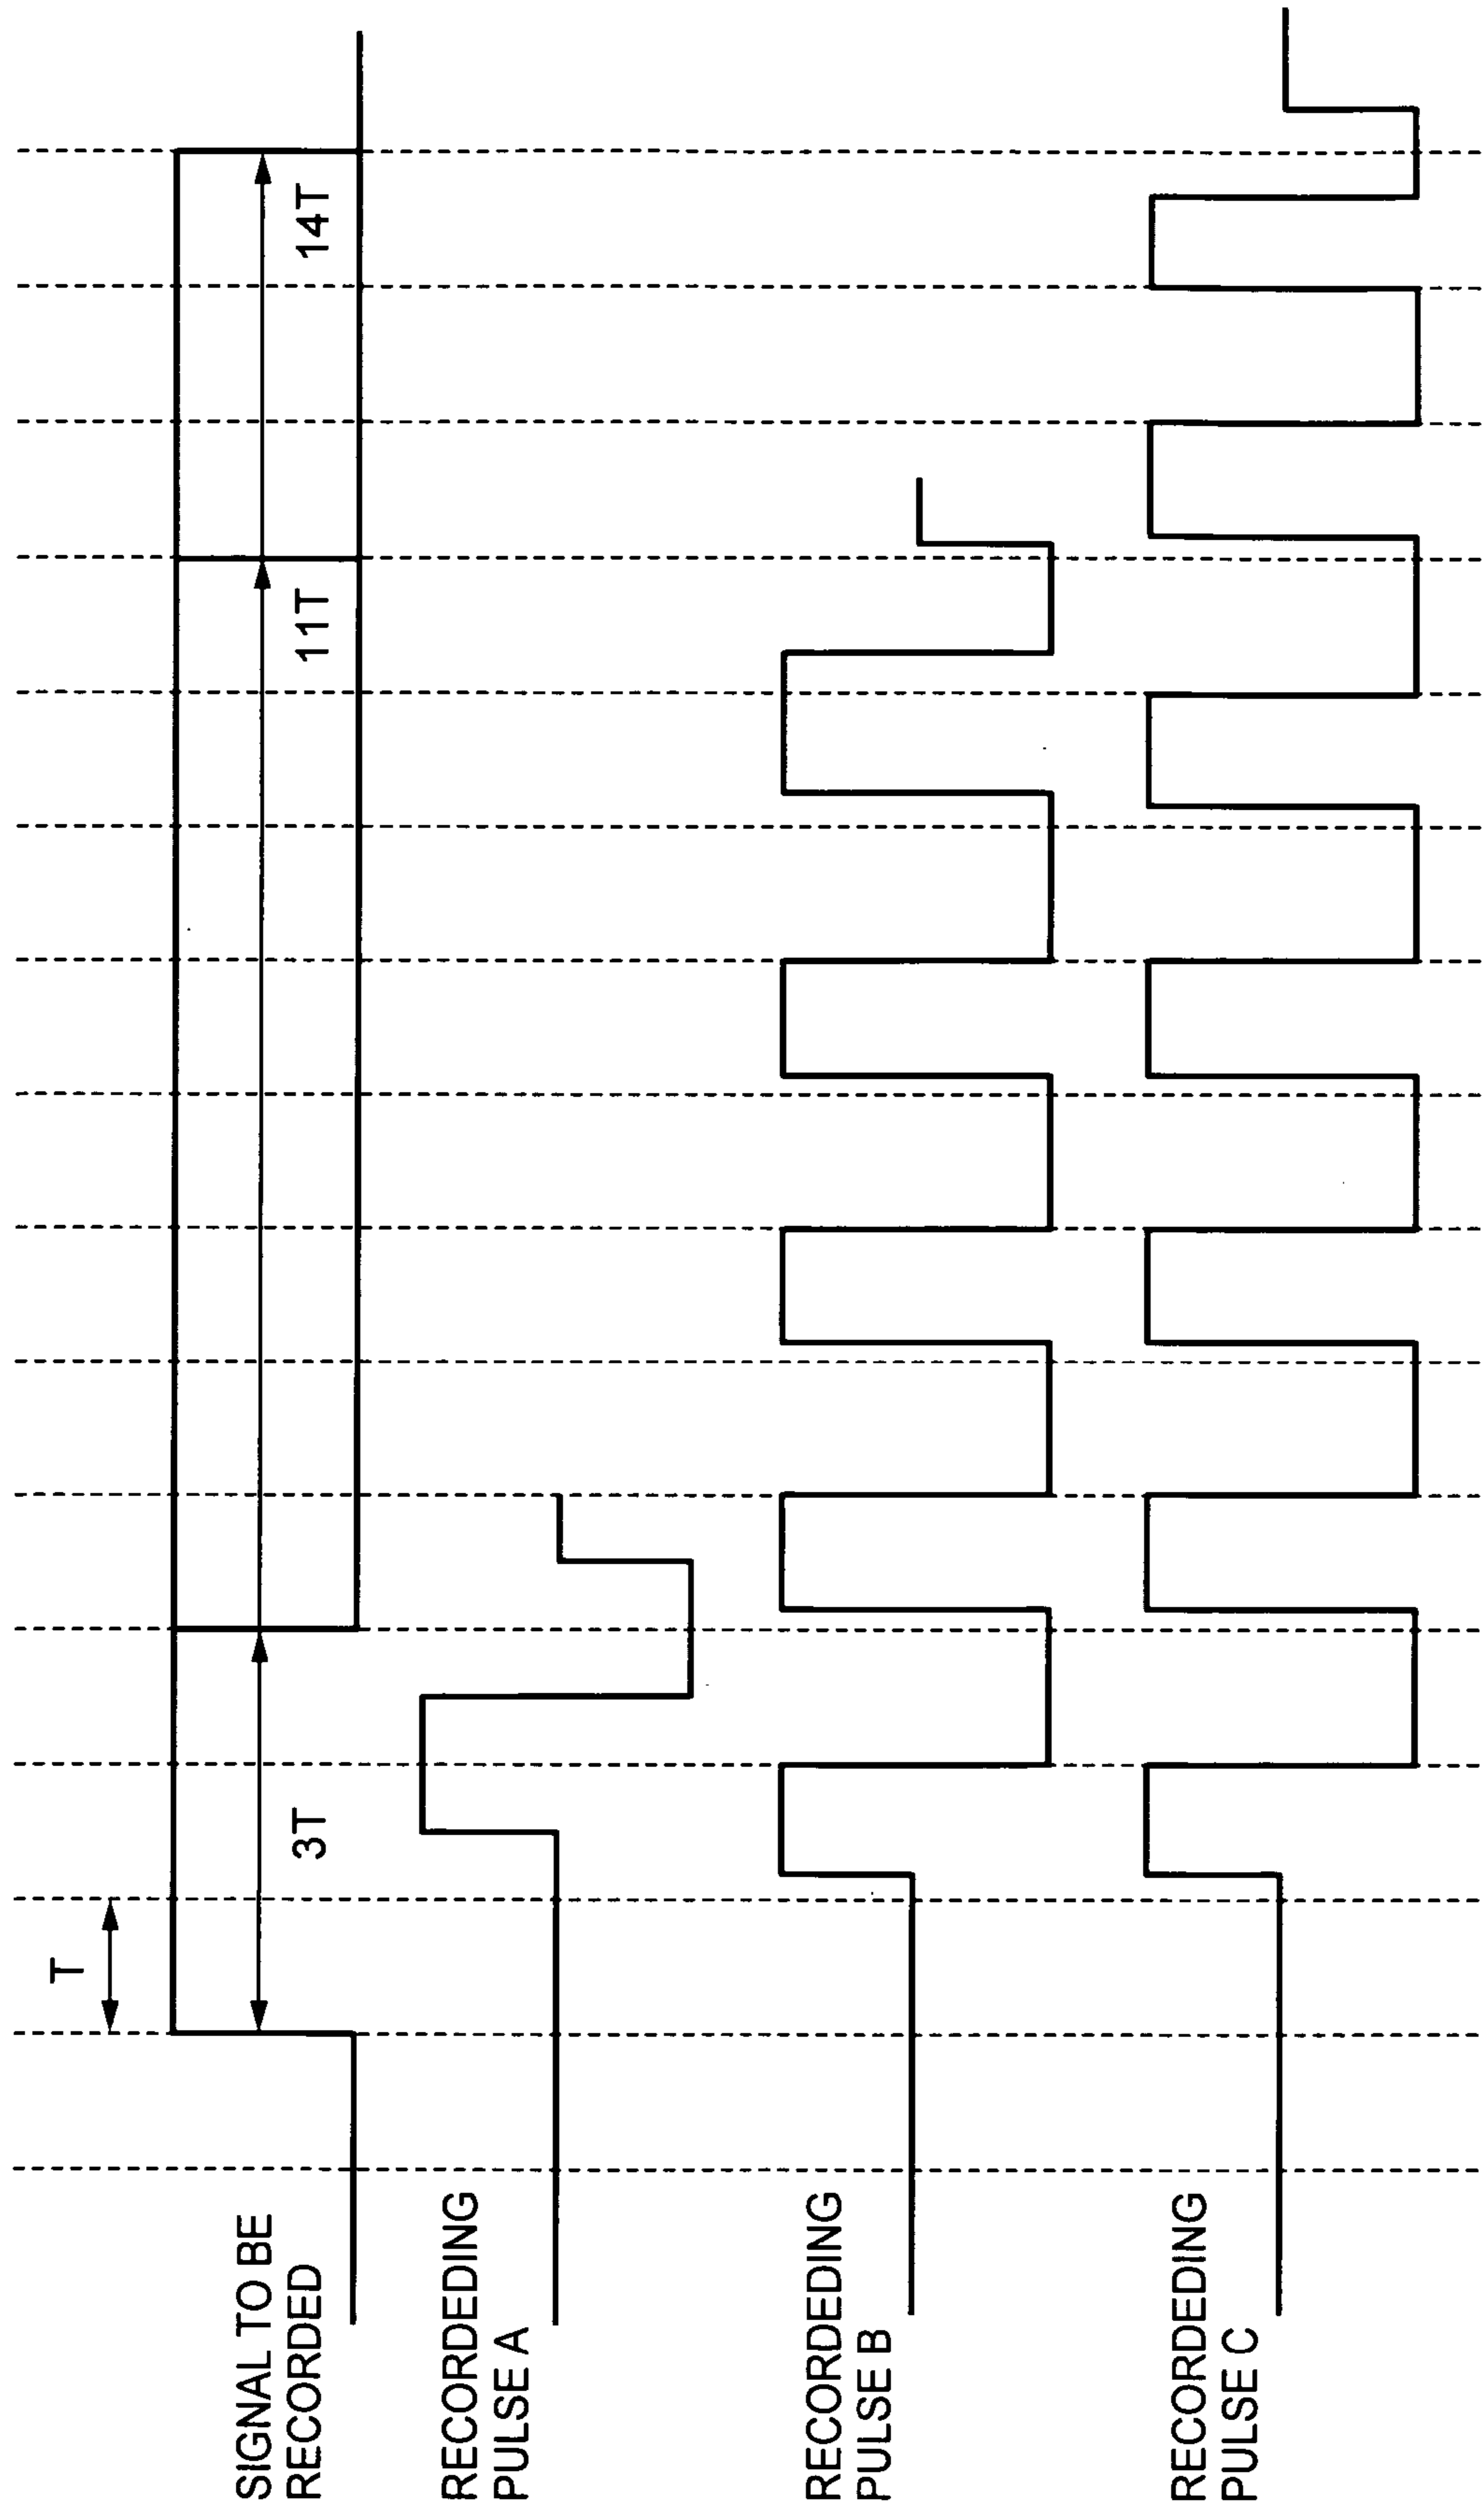 T
3T
11T
14T
SIGNAL TO BE
RECORDED
RECORDEDING
PULSE A
RECORDEDING
PULSE B
RECORDEDING
PULSE C